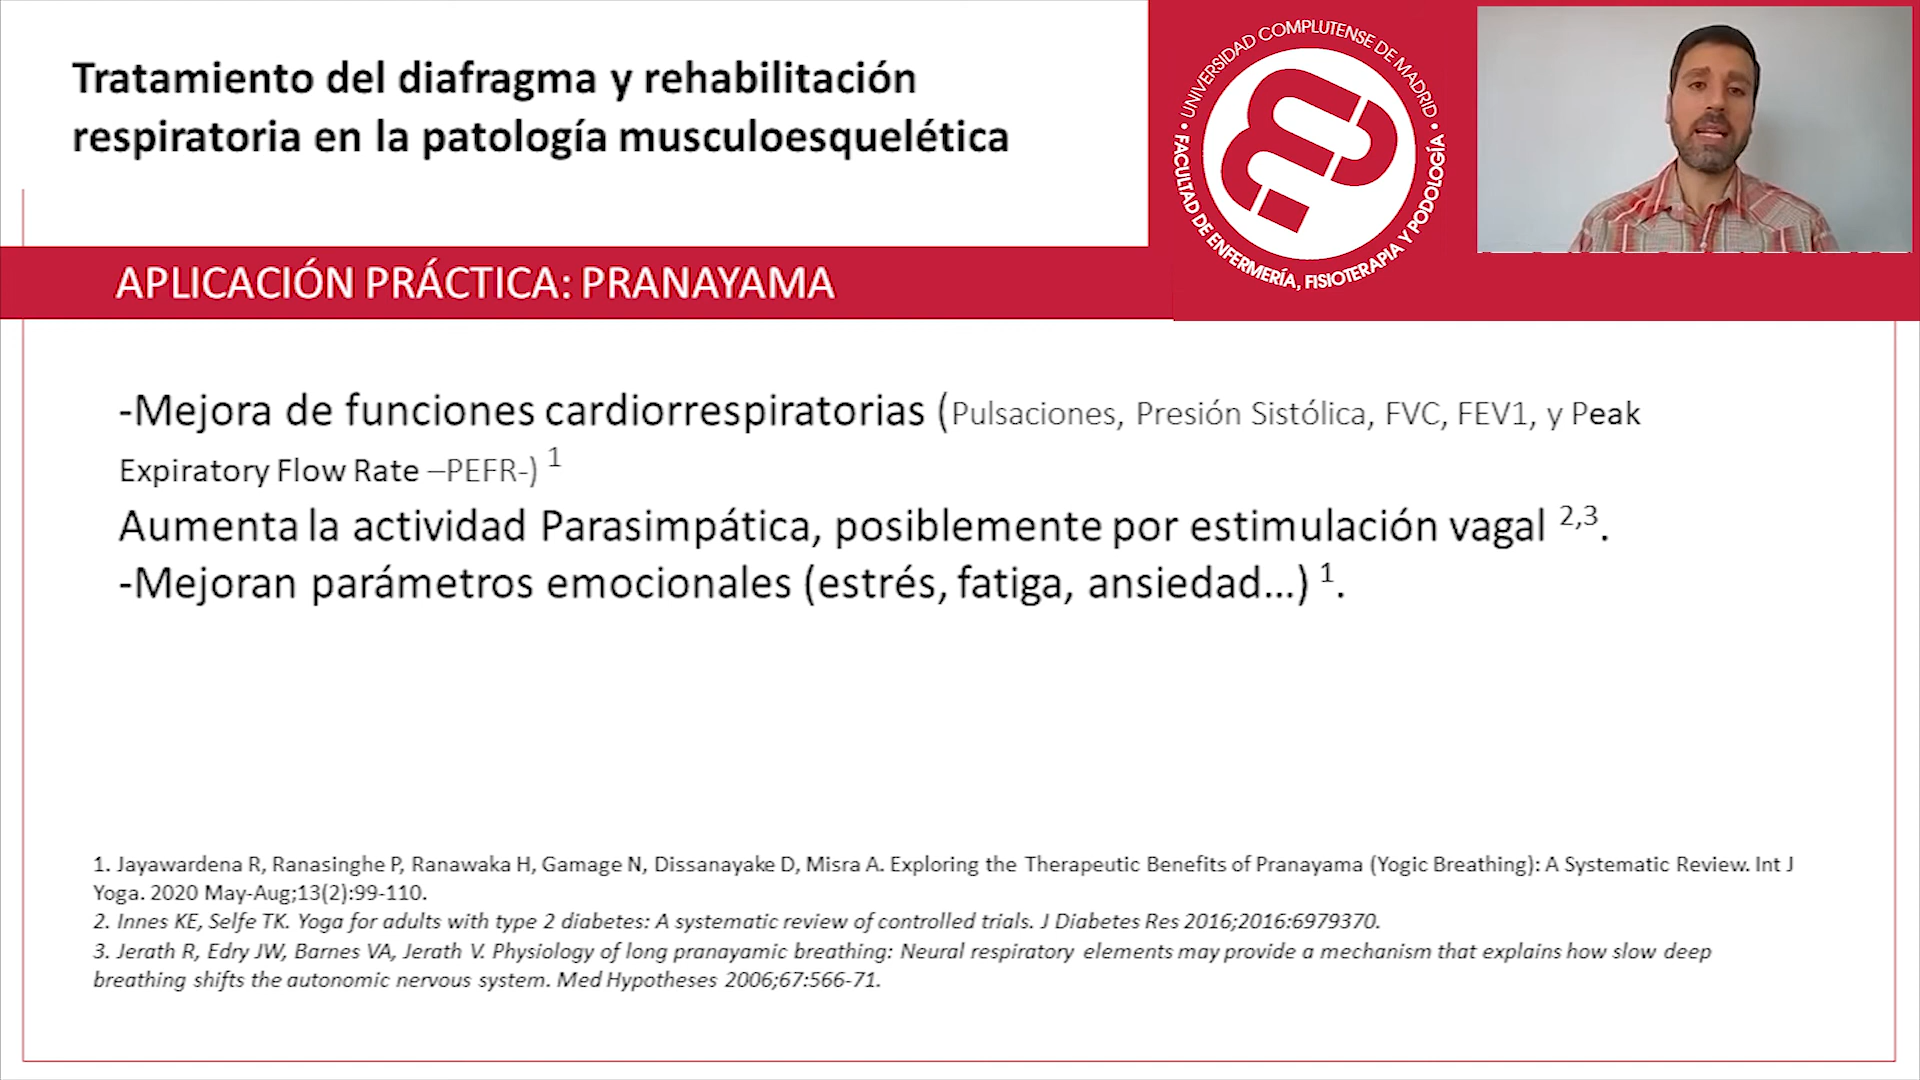 Tratamiento del diafragma y rehabilitación
respiratoria en la patología musculoesquelética
• UNIVERSIDAD COMPLUTENSE DE MADRID •
FACULTAD DE ENFERMERÍA, FISIOTERAPIA Y PODOLOGÍA
APLICACIÓN PRÁCTICA: PRANAYAMA
-Mejora de funciones cardiorrespiratorias (Pulsaciones, Presión Sistólica, FVC, FEV1, y Peak
Expiratory Flow Rate –PEFR-) 1
Aumenta la actividad Parasimpática, posiblemente por estimulación vagal 2,3.
-Mejoran parámetros emocionales (estrés, fatiga, ansiedad...) 1.
1. Jayawardena R, Ranasinghe P, Ranawaka H, Gamage N, Dissanayake D, Misra A. Exploring the Therapeutic Benefits of Pranayama (Yogic Breathing): A Systematic Review. Int J
Yoga. 2020 May-Aug;13(2):99-110.
2. Innes KE, Selfe TK. Yoga for adults with type 2 diabetes: A systematic review of controlled trials. J Diabetes Res 2016;2016:6979370.
3. Jerath R, Edry JW, Barnes VA, Jerath V. Physiology of long pranayamic breathing: Neural respiratory elements may provide a mechanism that explains how slow deep
breathing shifts the autonomic nervous system. Med Hypotheses 2006;67:566-71.